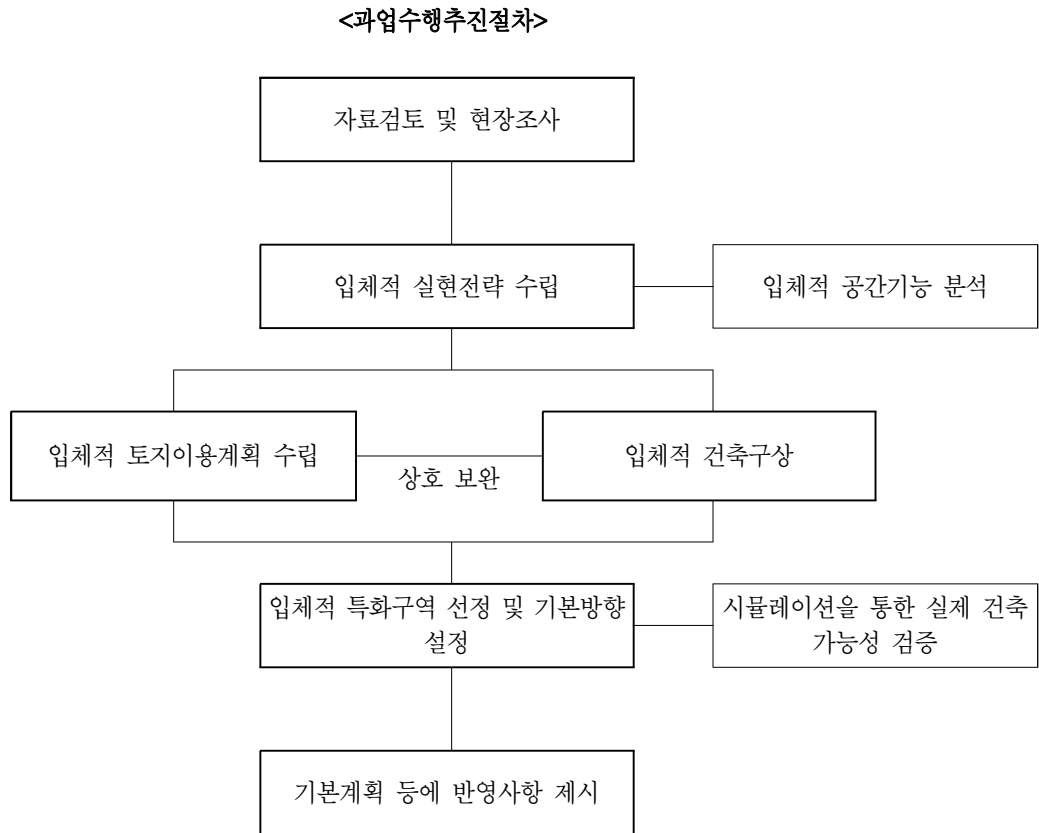 <과업수행추진절차>
자료검토 및 현장조사
입체적 실현전략 수립
입체적 공간기능 분석
입체적 토지이용계획 수립
상호 보완
입체적 건축구상
입체적 특화구역 선정 및 기본방향
설정
시뮬레이션을 통한 실제 건축
가능성 검증
기본계획 등에 반영사항 제시